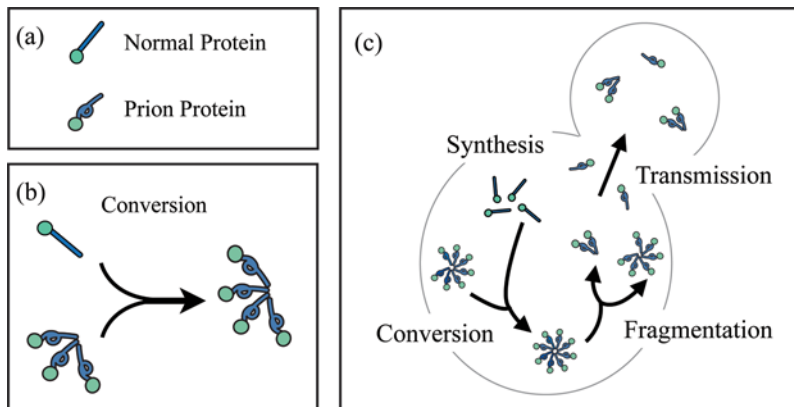 (a)
Normal Protein
Prion Protein
(b)
Conversion
(c)
Synthesis
Transmission
Conversion
Fragmentation